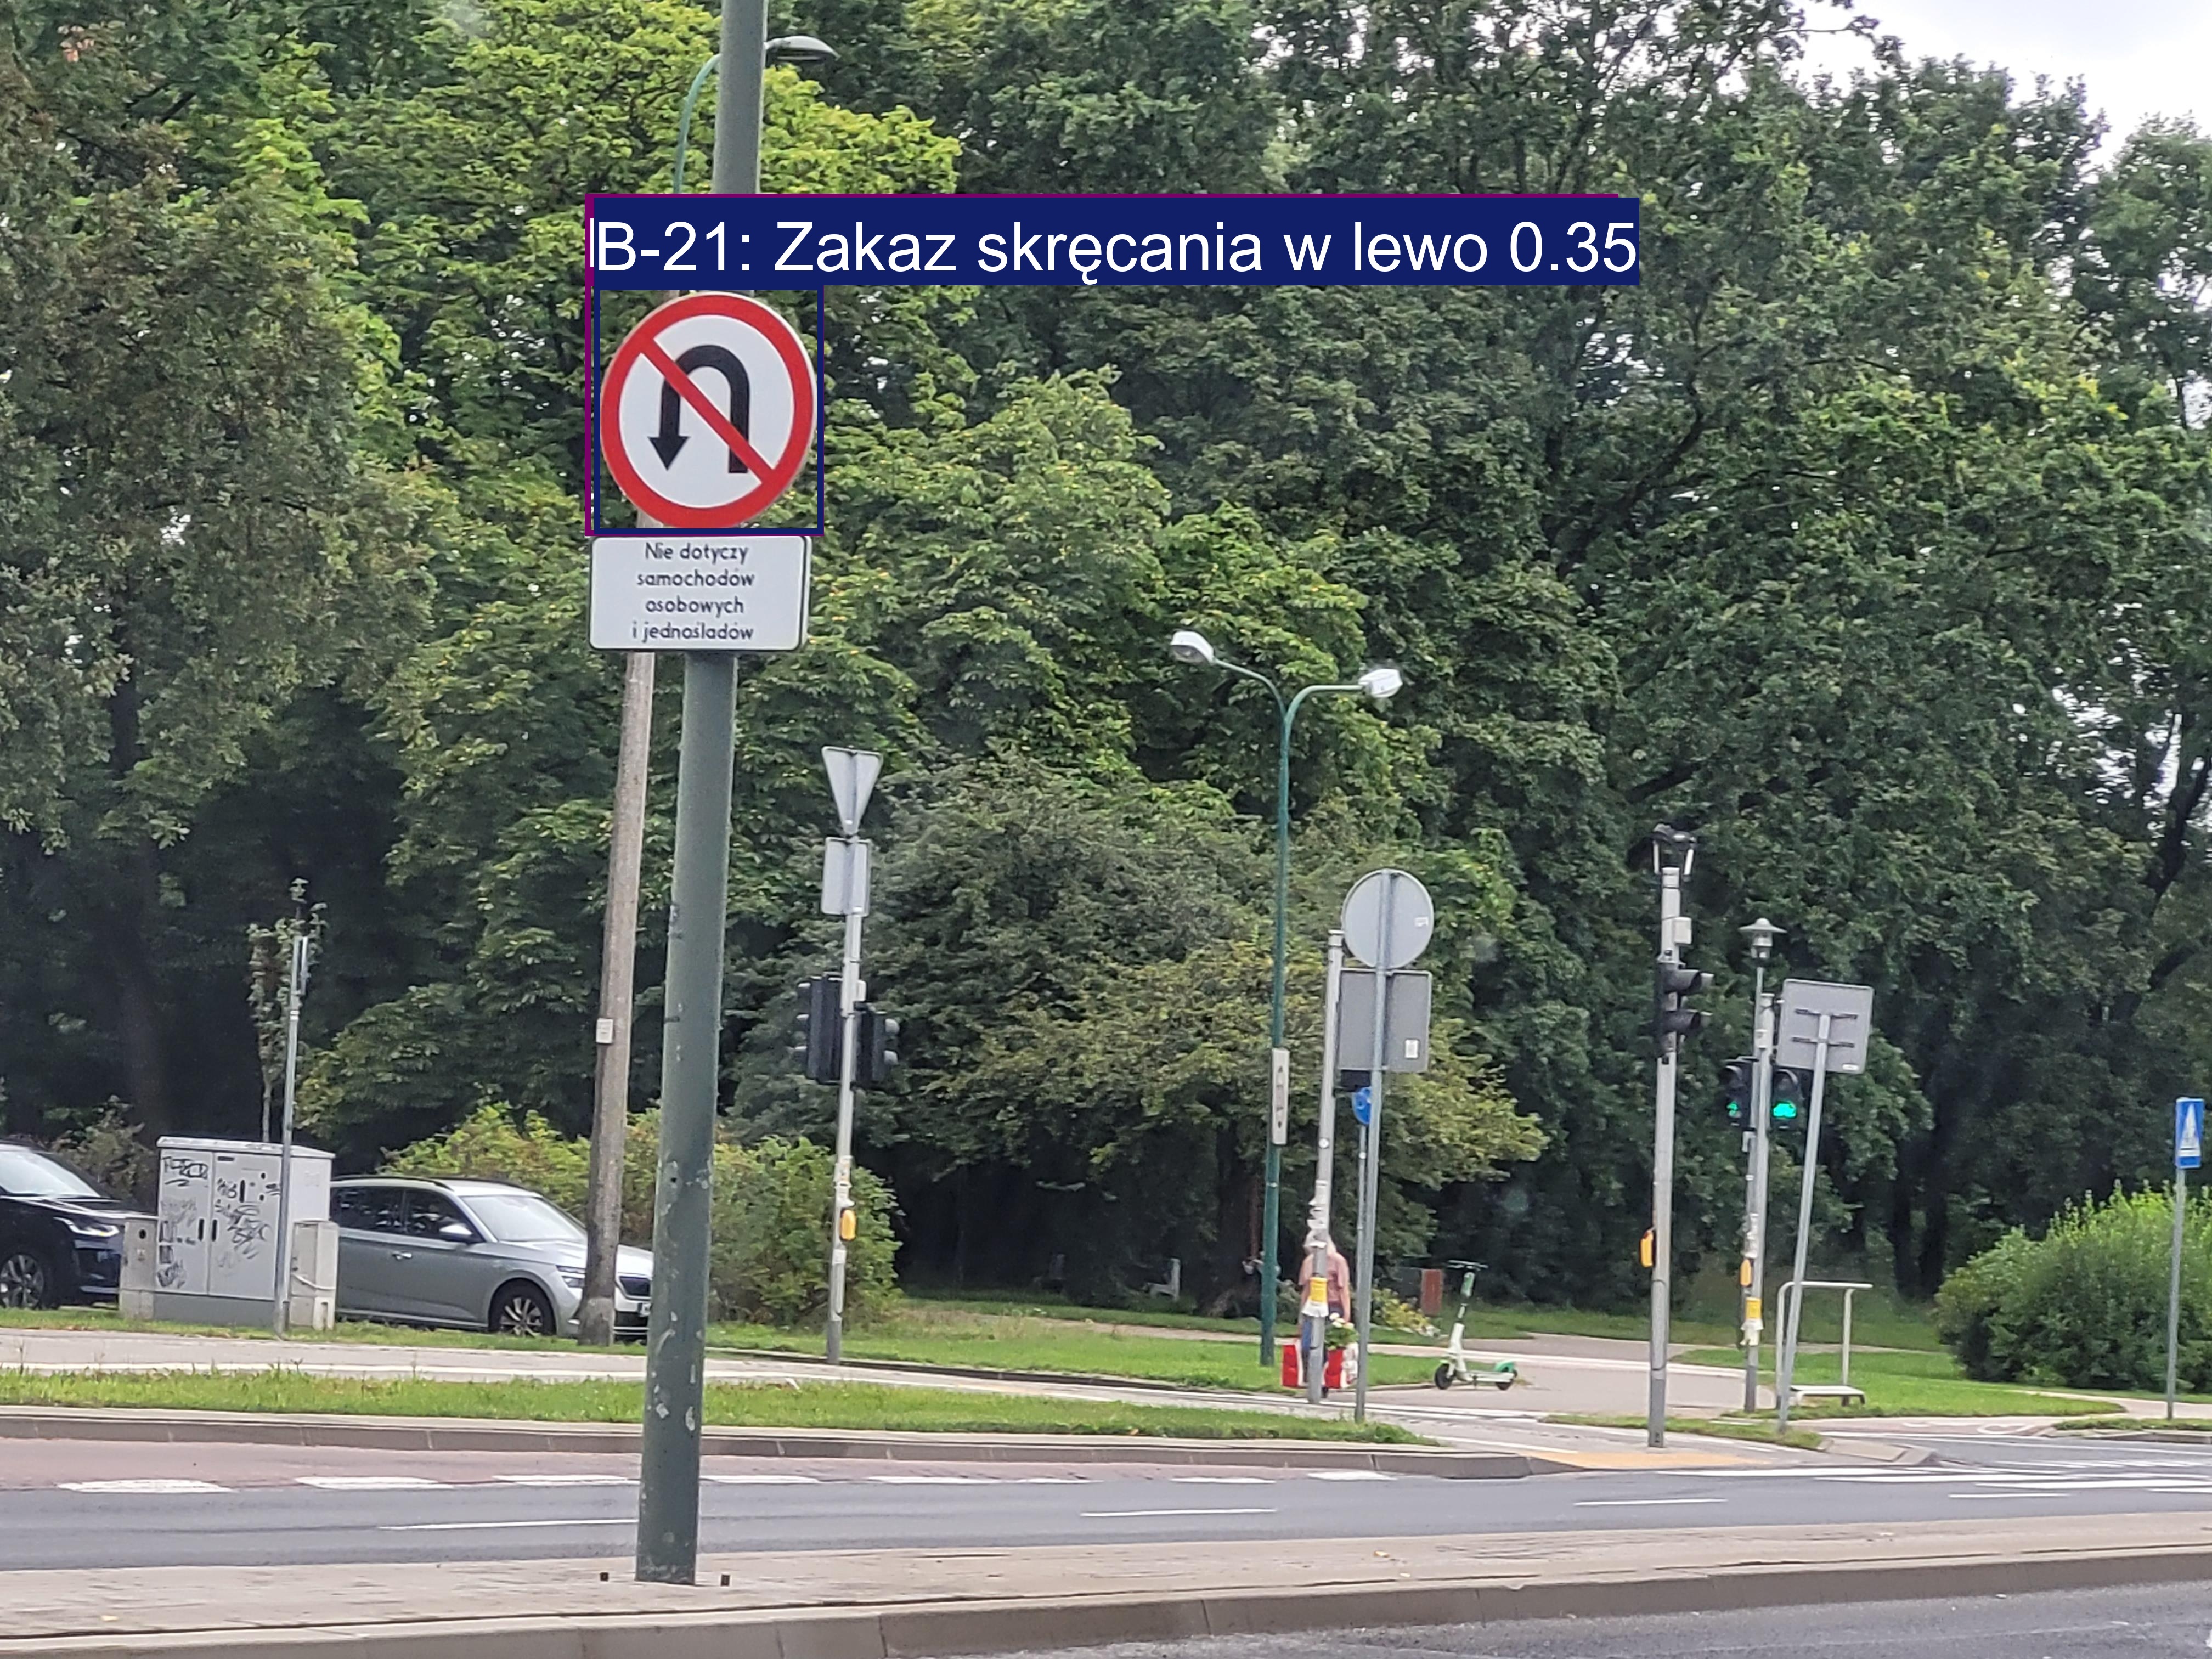 B-21: Zakaz skręcania w lewo 0.35
Nie dotyczy
samochodów
osobowych
i jednośladów